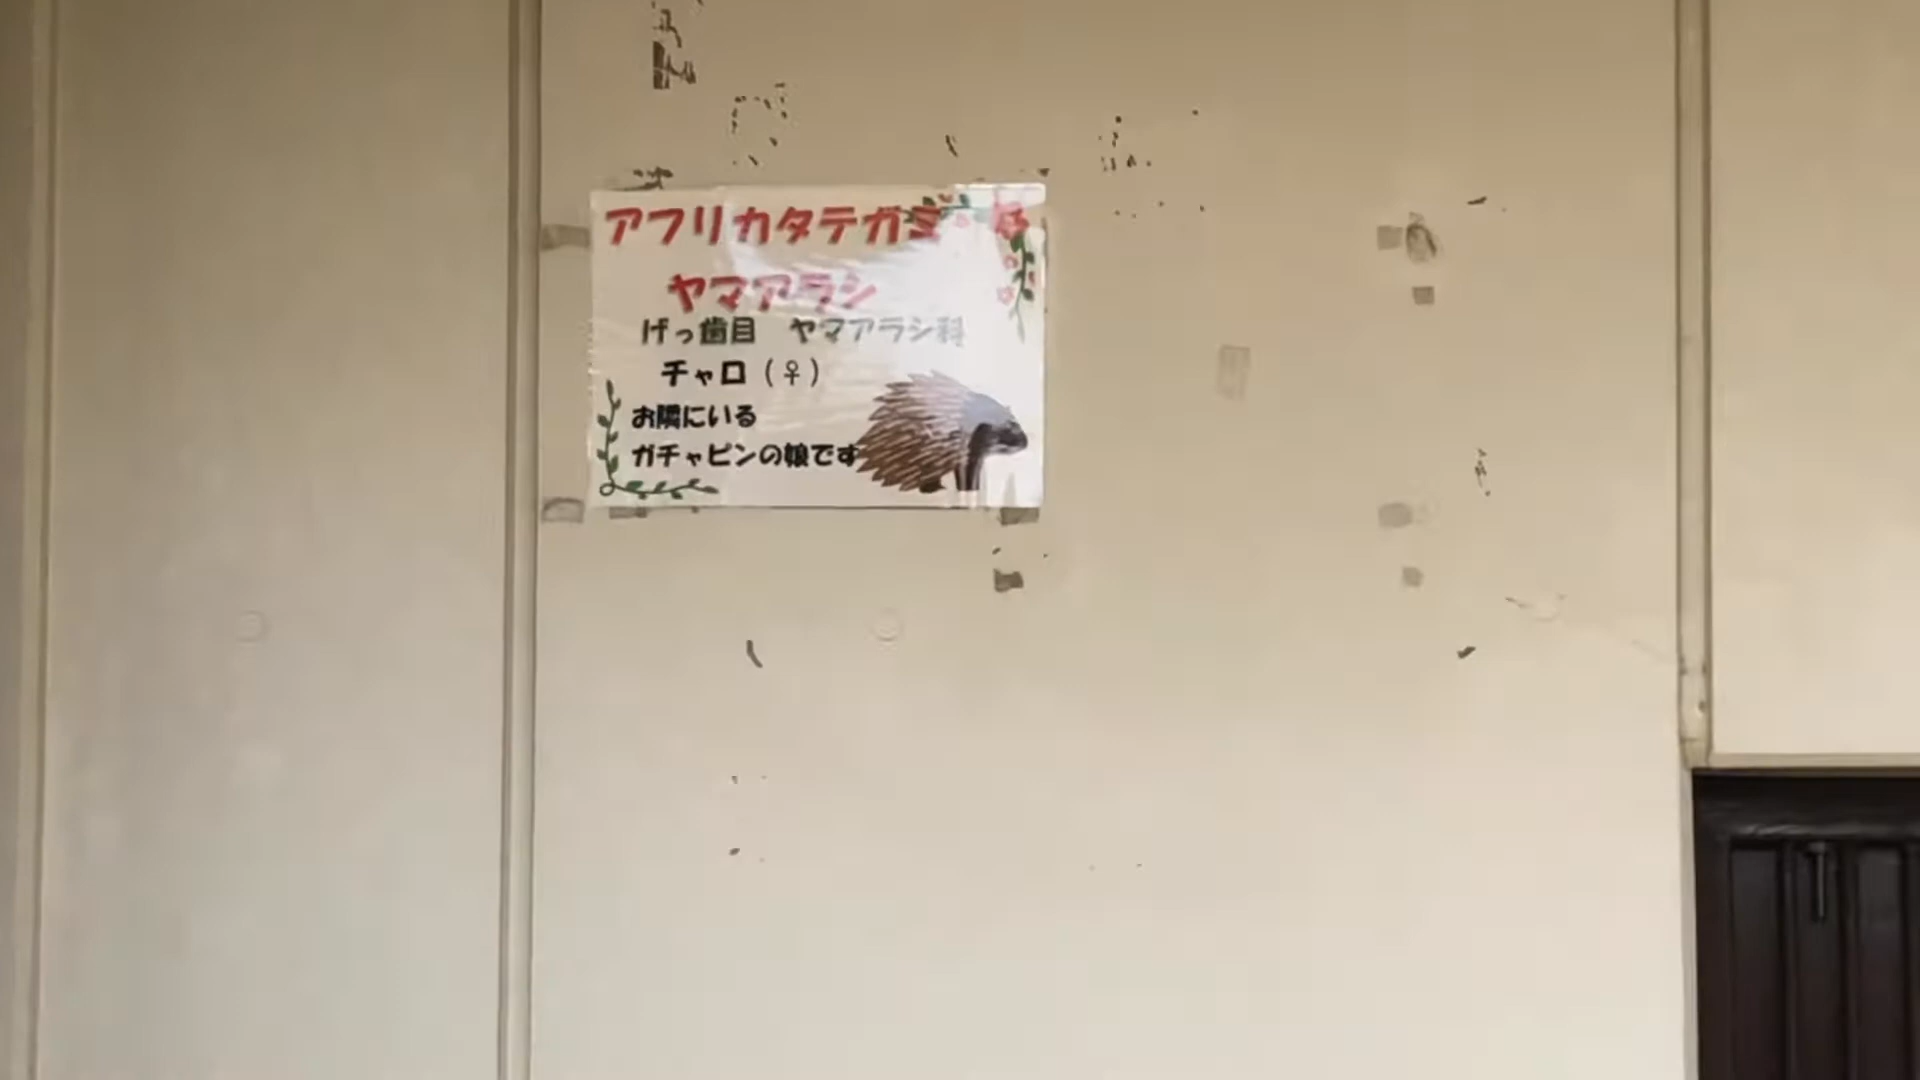 アフリカタテガミ
ヤマアラシ
げっ歯目　ヤマアラシ科
チャロ（♀）
お隣にいる
ガチャピンの娘です